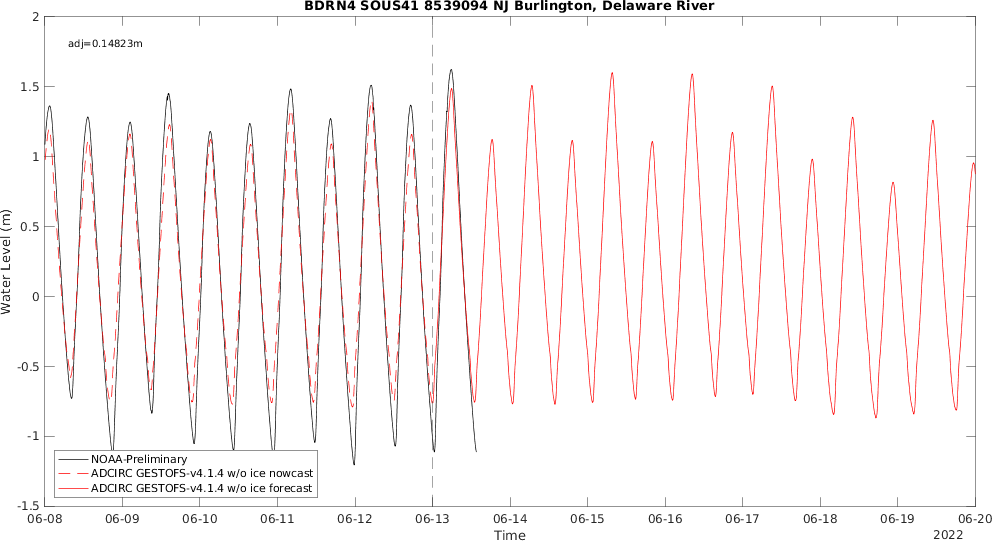 BDRN4 SOUS41 8539094 NJ Burlington, Delaware River
adj=0.14823m
Water Level (m)
2
1.5
1
0.5
0
-0.5
-1
-1.5
NOAA-Preliminary
ADCIRC GESTOFS-v4.1.4 w/o ice nowcast
ADCIRC GESTOFS-v4.1.4 w/o ice forecast
06-08 06-09 06-10 06-11 06-12 06-13 06-14 06-15 06-16 06-17 06-18 06-19 06-20
Time
2022